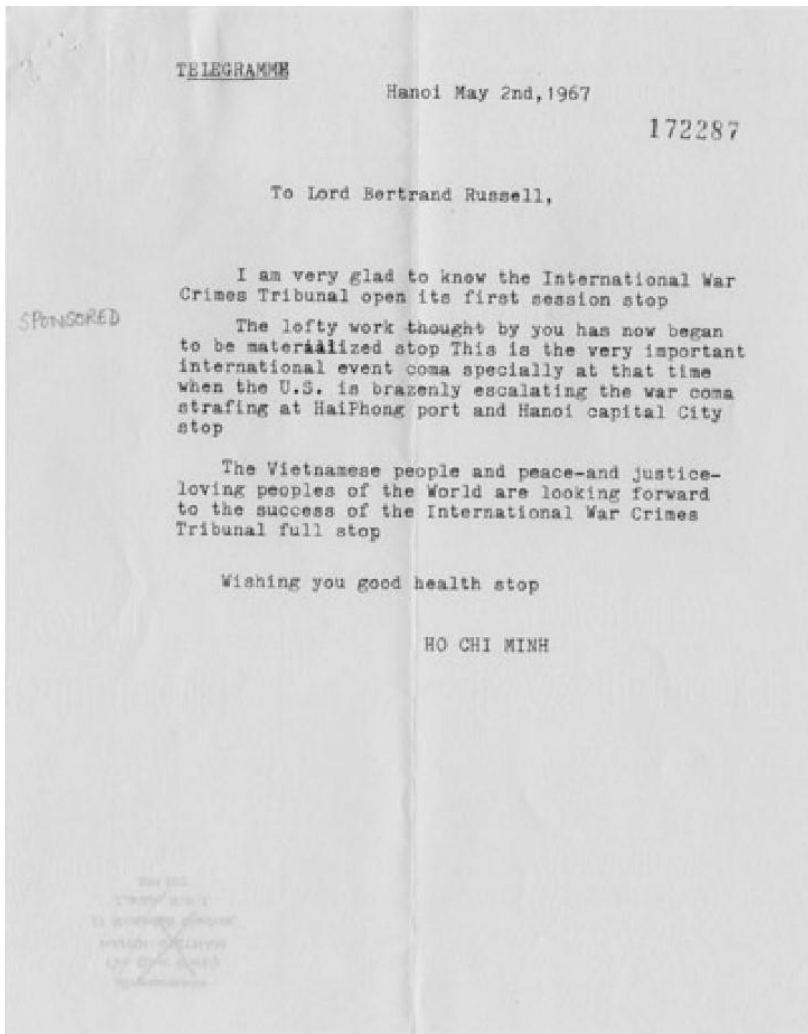 TELEGRAMME
Hanoi May 2nd,1967
172287
To Lord Bertrand Russell,
I am very glad to know the International War
Crimes Tribunal open its first session stop
SPONSORED
The lofty work thought by you has now began
to be materiàlized stop This is the very important
international event coma specially at that time
when the U.S. is brazenly escalating the war coma
strafing at HaiPhong port and Hanoi capital City
stop
The Vietnamese people and peace-and justice-
loving peoples of the World are looking forward
to the success of the International War Crimes
Tribunal full stop
Wishing you good health stop
HO CHI MINH